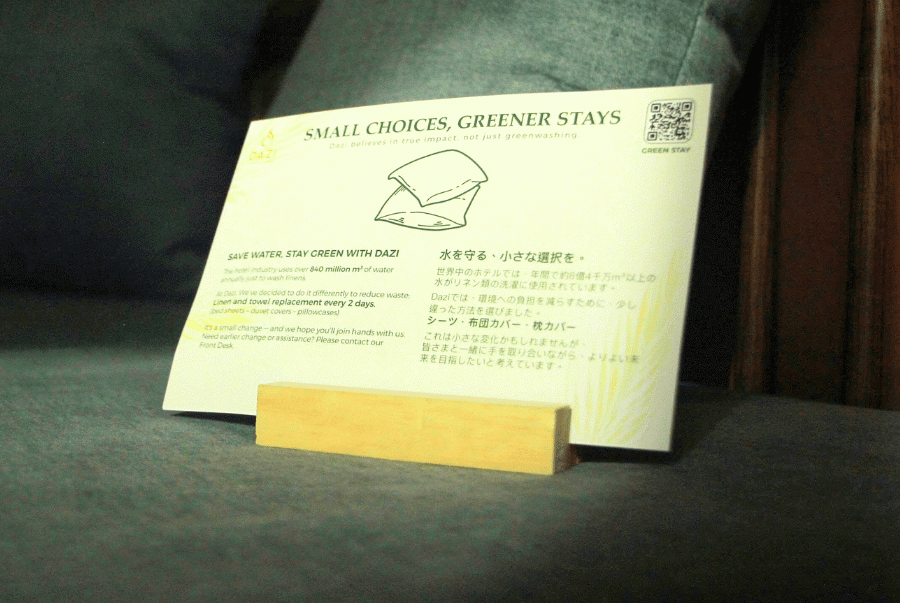 DAZI
SMALL CHOICES, GREENER STAYS
Dazi believes in true impact, not just greenwashing.
GREEN STAY
SAVE WATER, STAY GREEN WITH DAZI
The hotel industry uses over 840 million m³ of water
annually just to wash linens.
At Dazi, We've decided to do it differently to reduce waste:
Linen and towel replacement every 2 days.
(bed sheets - duvet covers - pillowcases)
It's a small change – and we hope you'll join hands with us.
Need earlier change or assistance? Please contact our
Front Desk.
水を守る、小さな選択を。
世界中のホテルでは、年間で約8億4千万m³以上の
水がリネン類の洗濯に使用されています。
Daziでは、環境への負担を減らすために、少し
違った方法を選びました。
シーツ・布団カバー・枕カバー
これは小さな変化かもしれませんが、
皆さまと一緒に手を取り合いながら、よりよい未
来を目指したいと考えています。